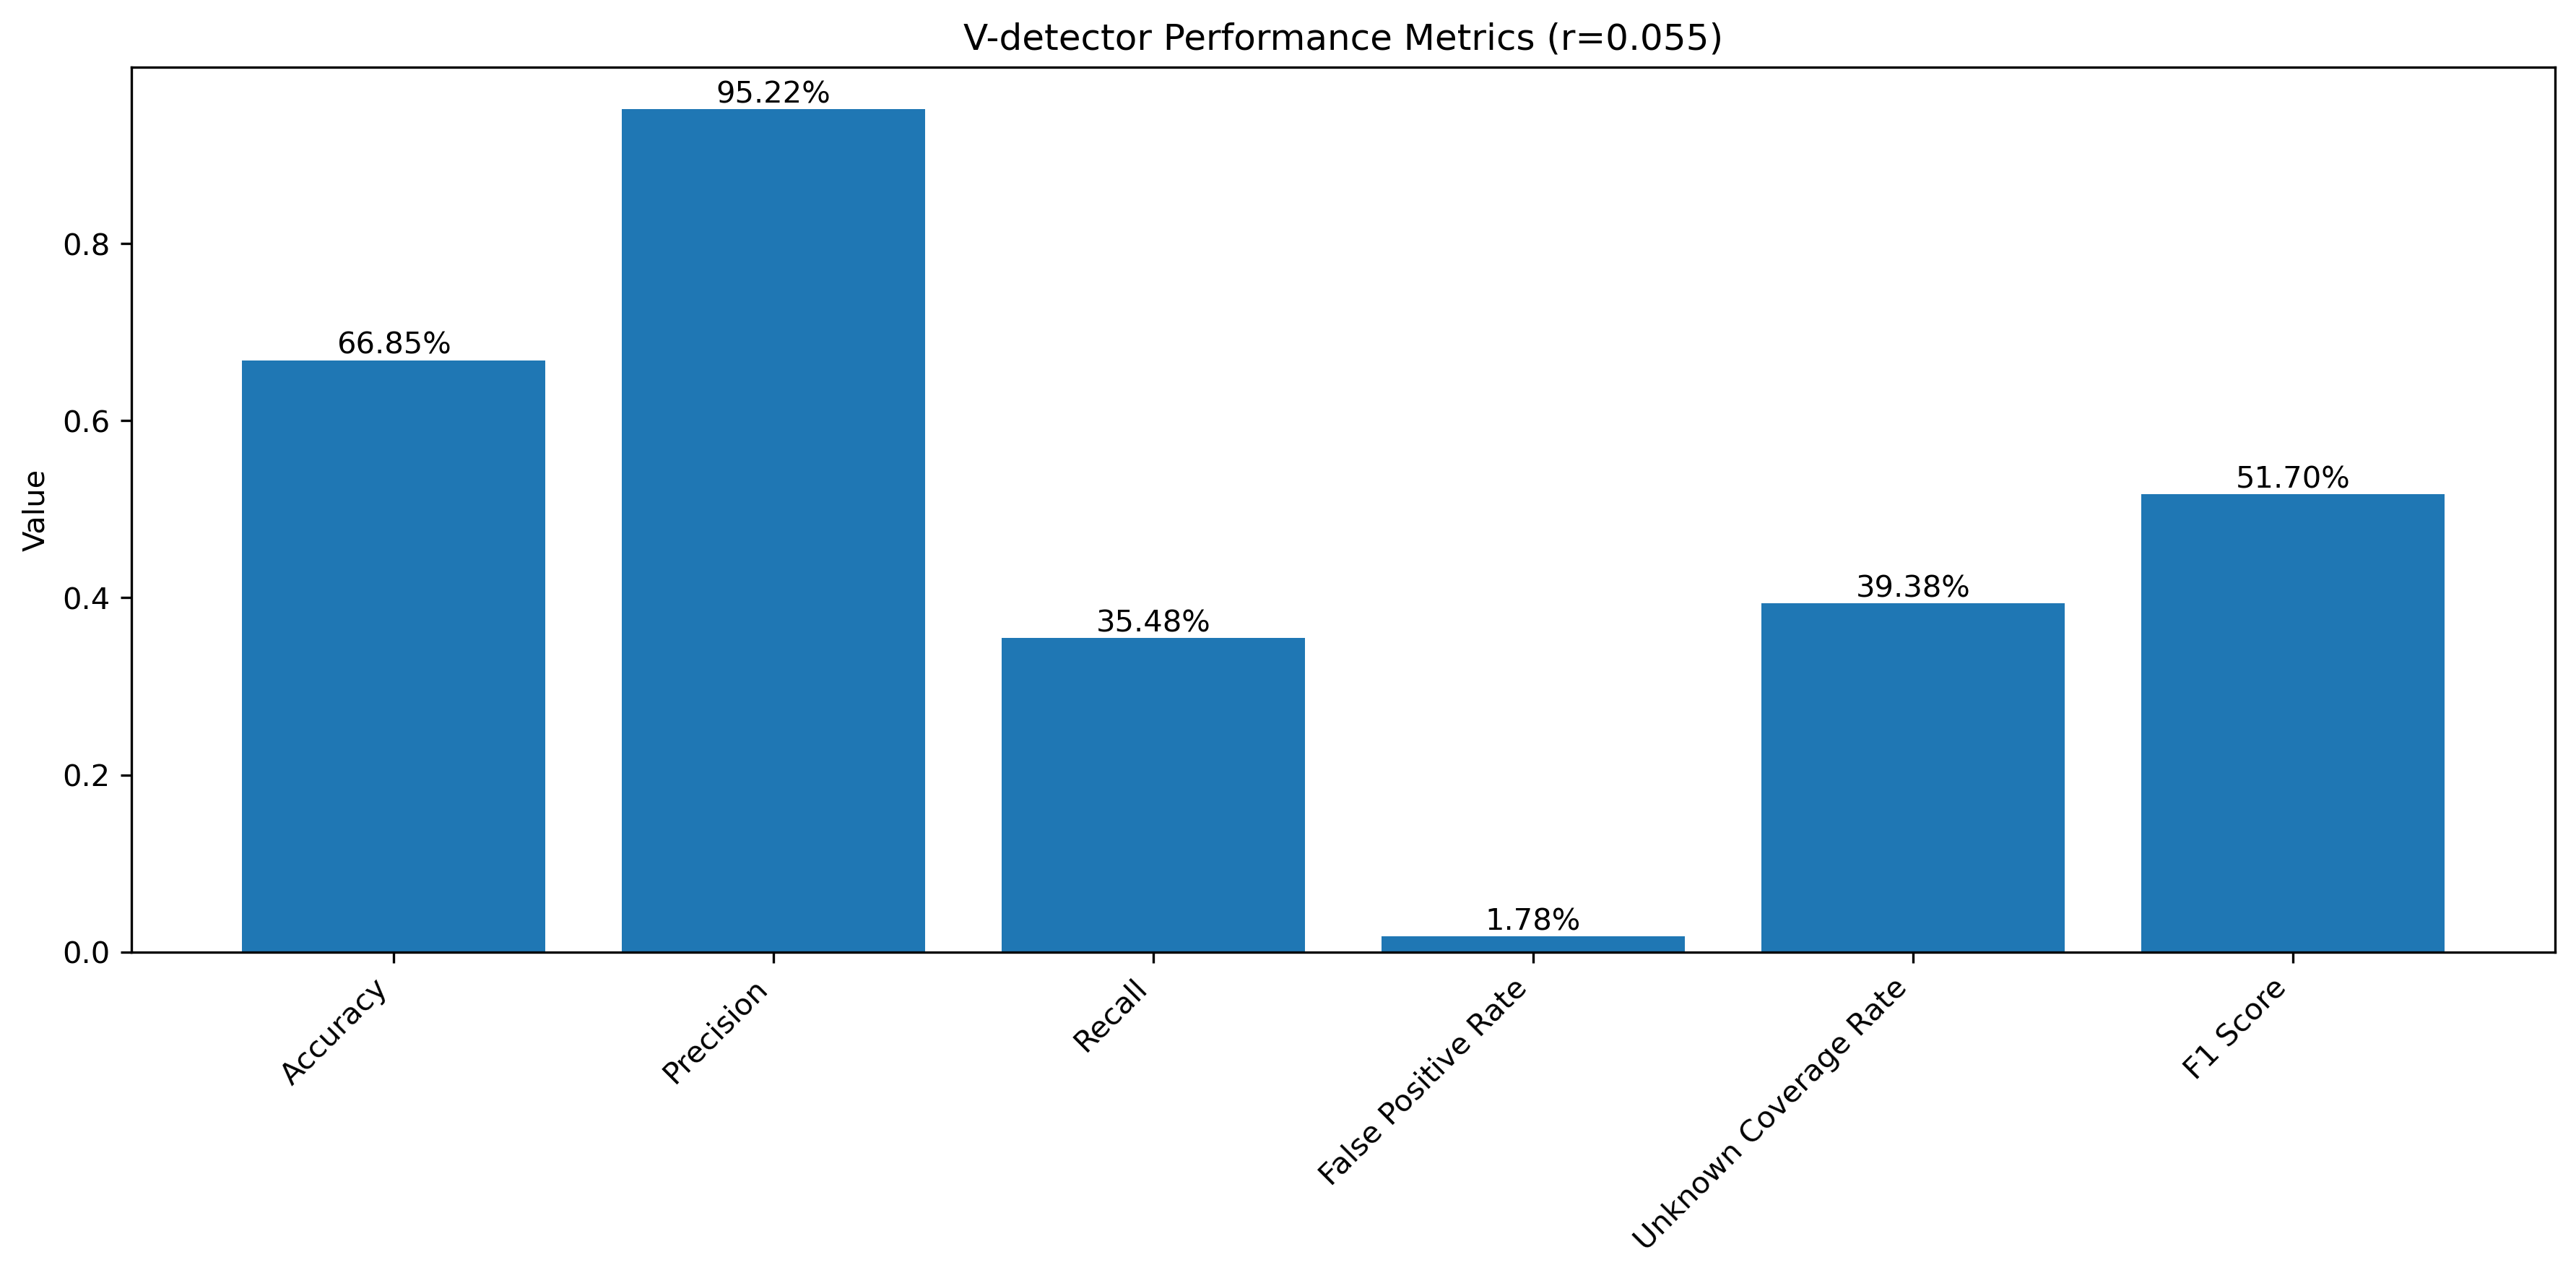 V-detector Performance Metrics (r=0.055)
Value
0.8
0.6
0.4
0.2
0.0
66.85%
95.22%
35.48%
1.78%
39.38%
51.70%
Accuracy
Precision
Recall
False Positive Rate
Unknown Coverage Rate
F1 Score